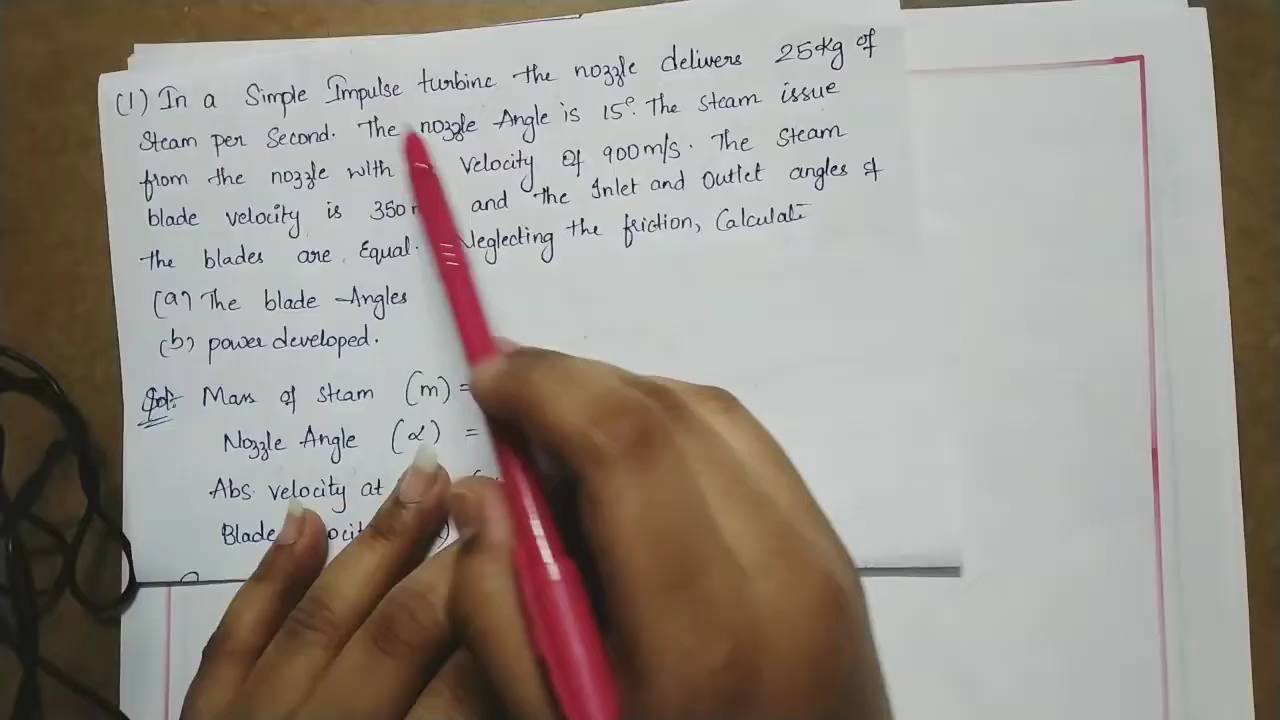 (1) In a Simple Impulse turbine the nozzle delivers 25Kg of
Steam per Second. The nozzle Angle is 15°. The Steam issue
from the nozzle with velocity of 900m/s. The Steam
blade velocity is 350 and the Inlet and Outlet angles of
the blades are Equal. Neglecting the friction, Calculate
(a) The blade Angles
(b) power developed.
Sol:- Mass of steam (m) =
Nozzle Angle (α) =
Abs. velocity at
Blade